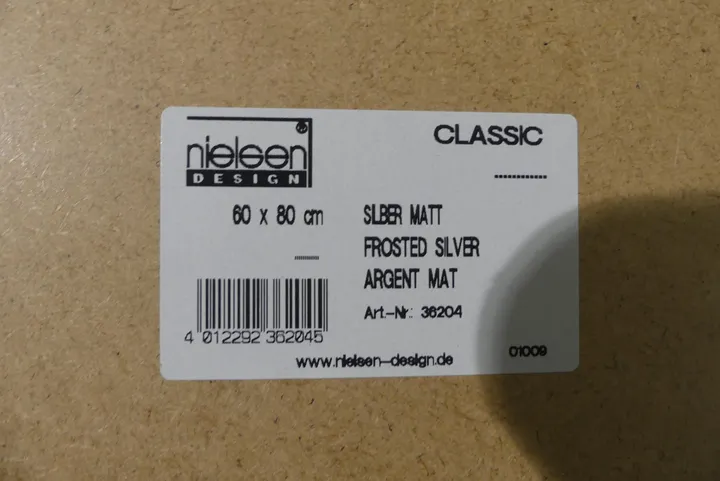 nielsen®
DESIGN
CLASSIC
60 x 80 cm
SILBER MATT
FROSTED SILVER
ARGENT MAT
Art.-Nr.: 36204
4 012292 362045
www.nielsen-design.de
01009